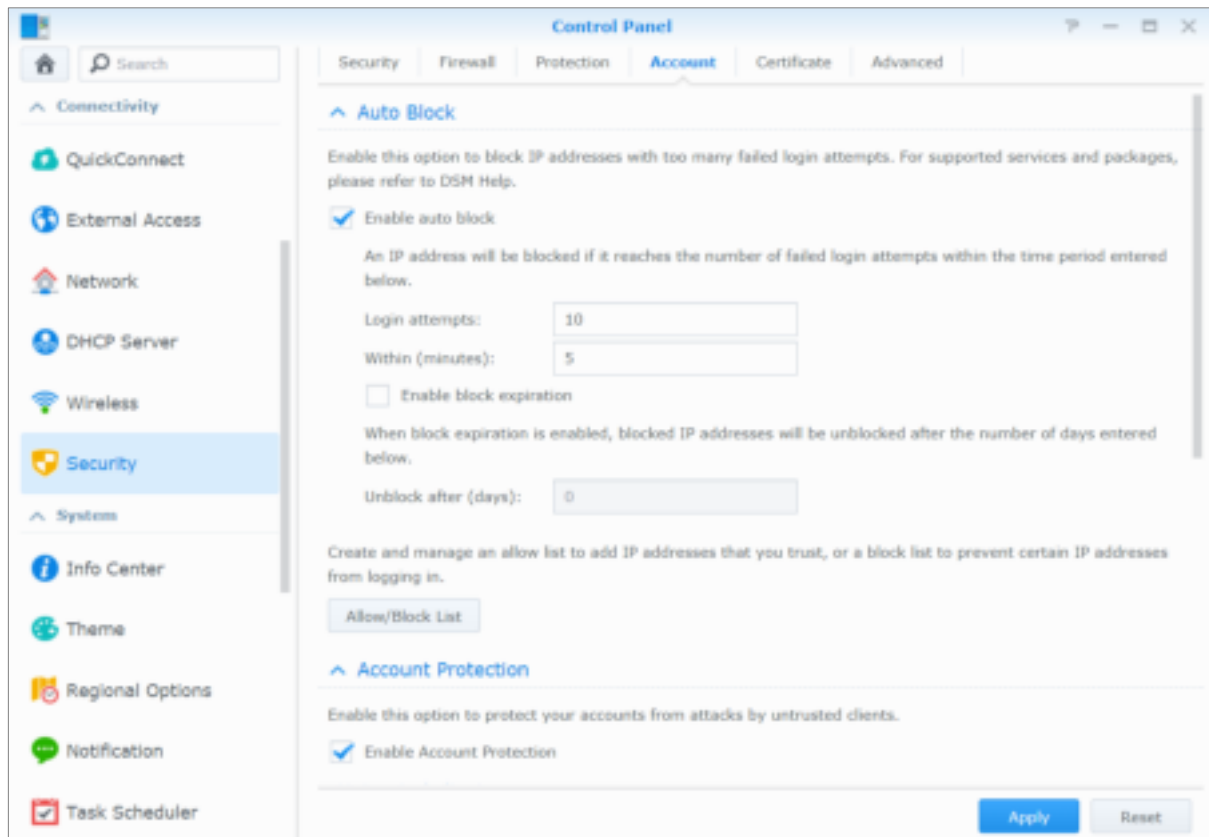 Control Panel
Search
Connectivity
QuickConnect
External Access
Network
DHCP Server
Wireless
Security
System
Info Center
Theme
Regional Options
Notification
Task Scheduler
Security
Firewall
Protection
Account
Certificate
Advanced
Auto Block
Enable this option to block IP addresses with too many failed login attempts. For supported services and packages,
please refer to DSM Help.
Enable auto block
An IP address will be blocked if it reaches the number of failed login attempts within the time period entered
below.
Login attempts: 10
Within (minutes): 5
Enable block expiration
When block expiration is enabled, blocked IP addresses will be unblocked after the number of days entered
below.
Unblock after (days): 0
Create and manage an allow list to add IP addresses that you trust, or a block list to prevent certain IP addresses
from logging in.
Allow/Block List
Account Protection
Enable this option to protect your accounts from attacks by untrusted clients.
Enable Account Protection
Apply
Reset